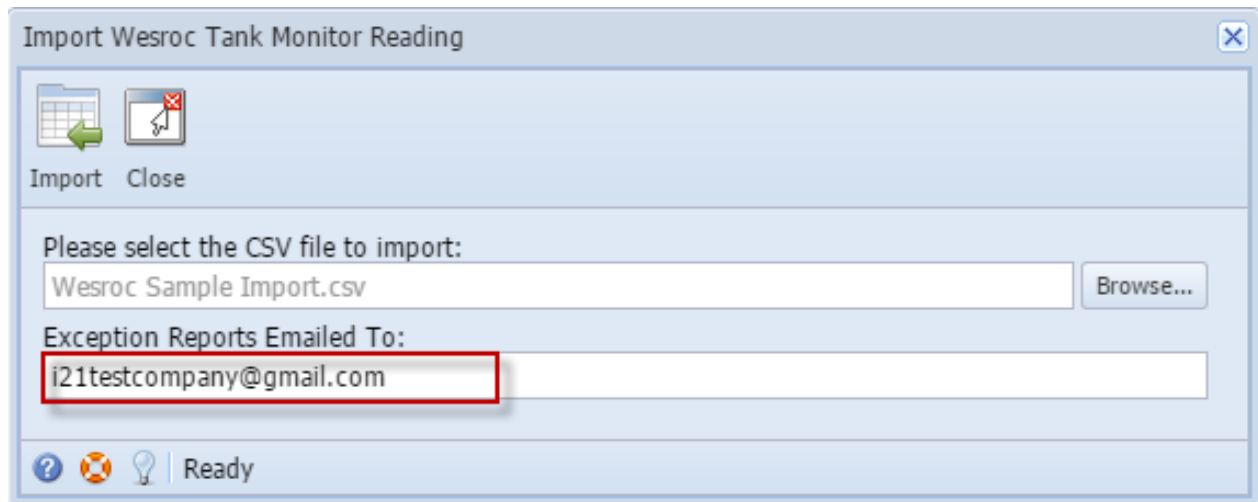 Import Wesroc Tank Monitor Reading
Import Close
Please select the CSV file to import:
Wesroc Sample Import.csv Browse...
Exception Reports Emailed To:
i21testcompany@gmail.com
Ready